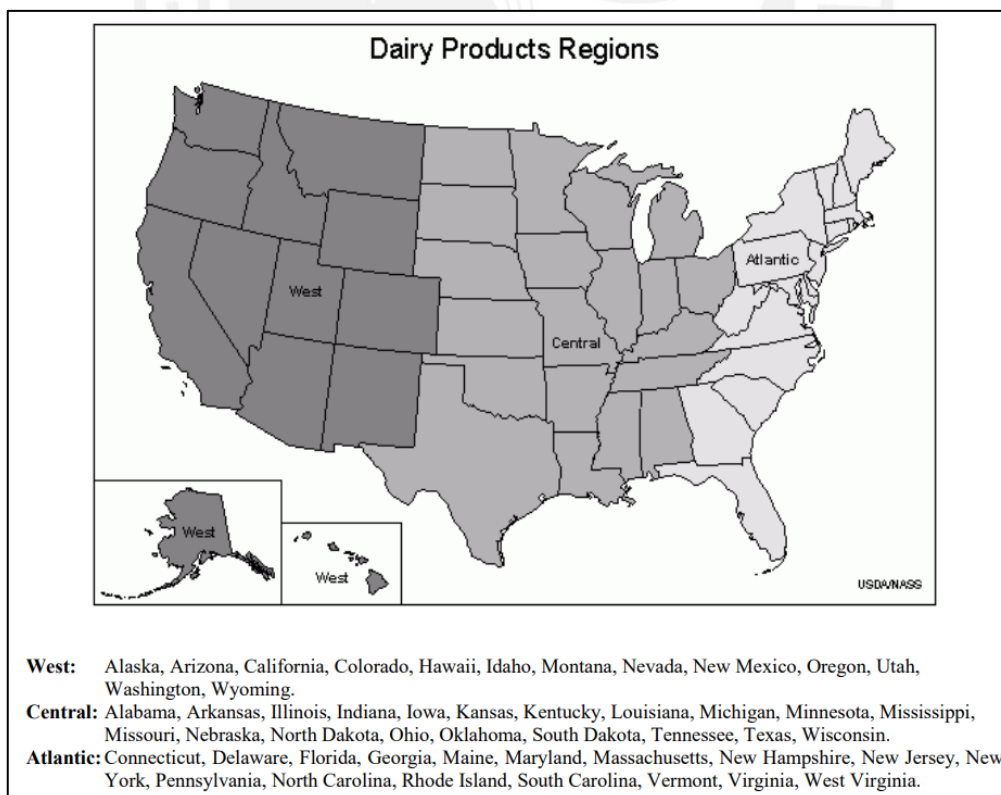 Dairy Products Regions
Atlantic
West
Central
West
West
USDA/NASS
West: Alaska, Arizona, California, Colorado, Hawaii, Idaho, Montana, Nevada, New Mexico, Oregon, Utah,
Washington, Wyoming.
Central: Alabama, Arkansas, Illinois, Indiana, Iowa, Kansas, Kentucky, Louisiana, Michigan, Minnesota, Mississippi,
Missouri, Nebraska, North Dakota, Ohio, Oklahoma, South Dakota, Tennessee, Texas, Wisconsin.
Atlantic: Connecticut, Delaware, Florida, Georgia, Maine, Maryland, Massachusetts, New Hampshire, New Jersey, New
York, Pennsylvania, North Carolina, Rhode Island, South Carolina, Vermont, Virginia, West Virginia.